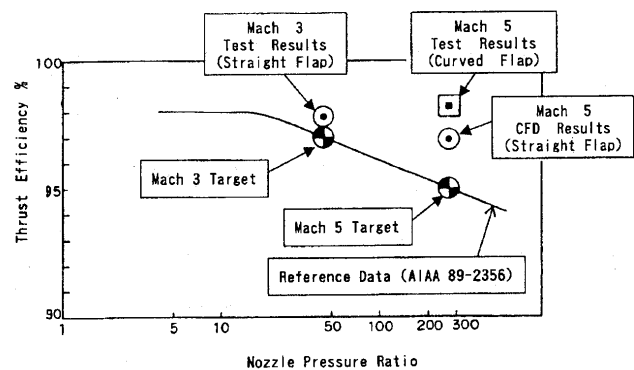 Mach 3
Test Results
(Straight Flap)
Mach 5
Test Results
(Curved Flap)
Mach 5
CFD Results
(Straight Flap)
Mach 3 Target
Mach 5 Target
Reference Data (AIAA 89-2356)
Thrust Efficiency %
100
95
90
1
5
10
50
100
200
300
Nozzle Pressure Ratio